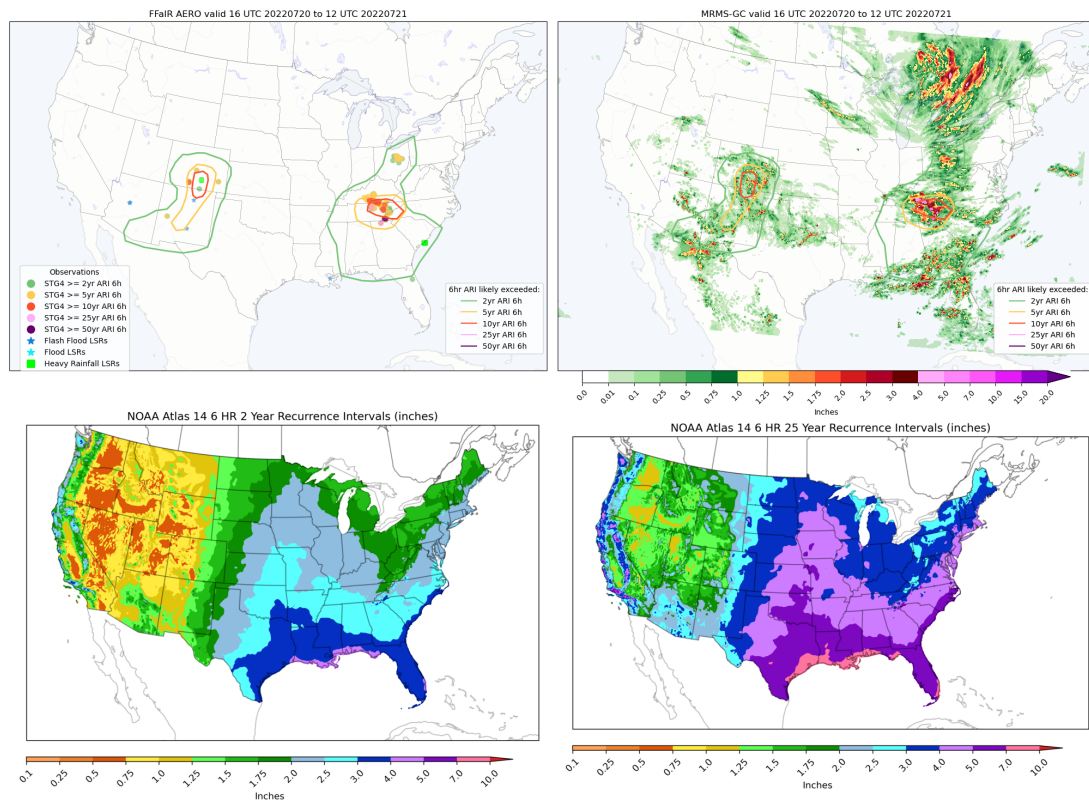 FFaIR AERO valid 16 UTC 20220720 to 12 UTC 20220721
Observations
STG4 >= 2yr ARI 6h
STG4 >= 5yr ARI 6h
STG4 >= 10yr ARI 6h
STG4 >= 25yr ARI 6h
STG4 >= 50yr ARI 6h
Flash Flood LSRs
Flood LSRs
Heavy Rainfall LSRs
6hr ARI likely exceeded:
2yr ARI 6h
5yr ARI 6h
10yr ARI 6h
25yr ARI 6h
50yr ARI 6h
MRMS-GC valid 16 UTC 20220720 to 12 UTC 20220721
6hr ARI likely exceeded:
2yr ARI 6h
5yr ARI 6h
10yr ARI 6h
25yr ARI 6h
50yr ARI 6h
0.0 0.1 0.25 0.5 0.75 1.0 1.25 1.5 1.75 2.0 2.5 3.0 4.0 5.0 10.0 15.0 20.0
Inches
NOAA Atlas 14 6 HR 2 Year Recurrence Intervals (inches)
0.1 0.25 0.5 0.75 1.0 1.25 1.75 2.0 2.5 3.0 4.0 5.0 7.0 10.0
Inches
NOAA Atlas 14 6 HR 25 Year Recurrence Intervals (inches)
0.1 0.25 0.5 0.75 1.0 1.25 1.75 2.0 2.5 3.0 4.0 5.0 7.0 10.0
Inches